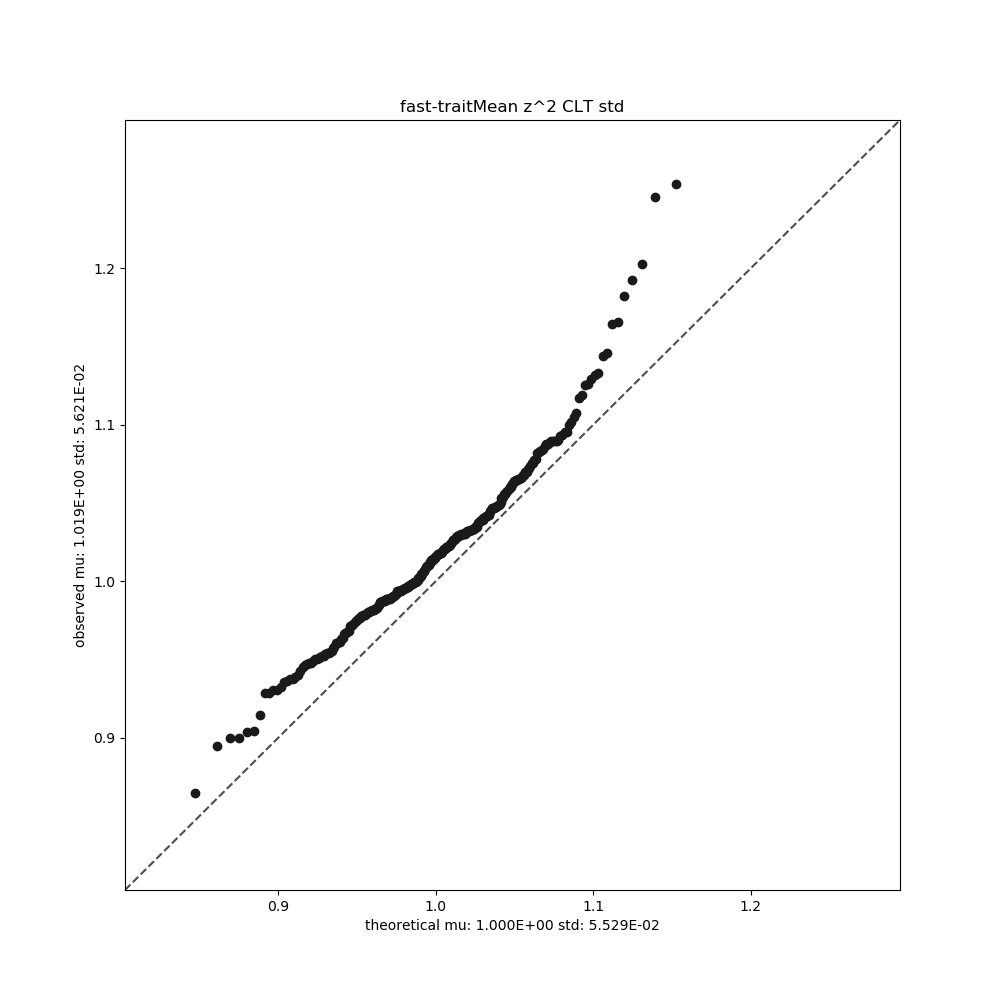 fast-traitMean z^2 CLT std
observed mu: 1.019E+00 std: 5.621E-02
1.2
1.1
1.0
0.9
0.9 1.0 1.1 1.2
theoretical mu: 1.000E+00 std: 5.529E-02